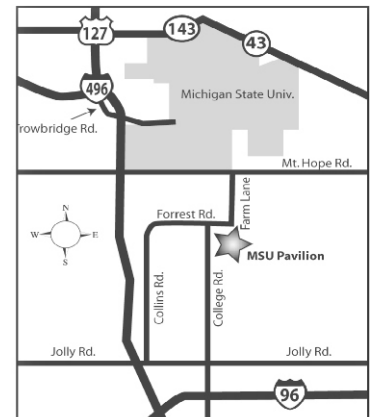 127
143
43
496
Michigan State Univ.
Trowbridge Rd.
Mt. Hope Rd.
N
W
E
S
Forrest Rd.
Farm Lane
MSU Pavilion
Collins Rd.
College Rd.
Jolly Rd.
Jolly Rd.
96